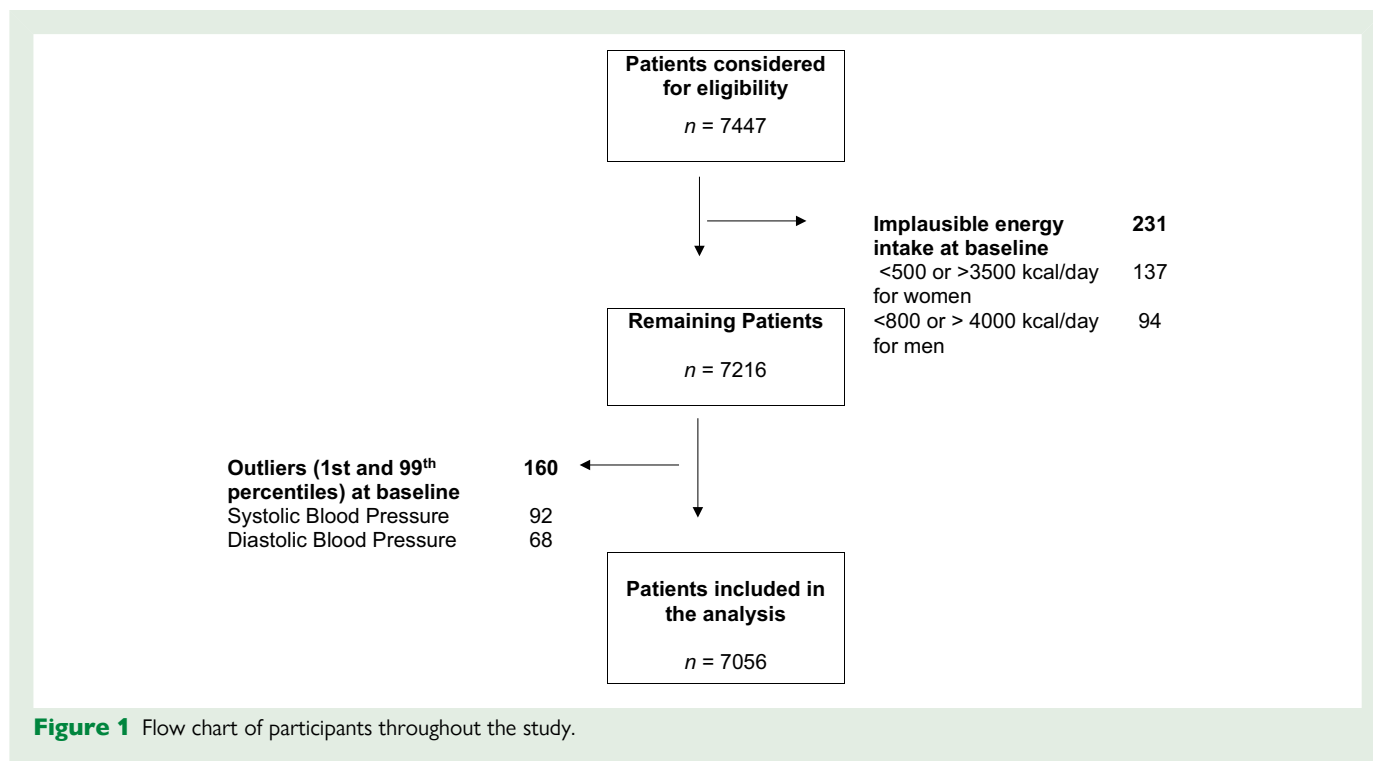 Patients considered
for eligibility
n = 7447
Implausible energy 231
intake at baseline
<500 or >3500 kcal/day 137
for women
<800 or > 4000 kcal/day 94
for men
Remaining Patients
n = 7216
Outliers (1st and 99th 160
percentiles) at baseline
Systolic Blood Pressure 92
Diastolic Blood Pressure 68
Patients included in
the analysis
n = 7056
Figure 1 Flow chart of participants throughout the study.